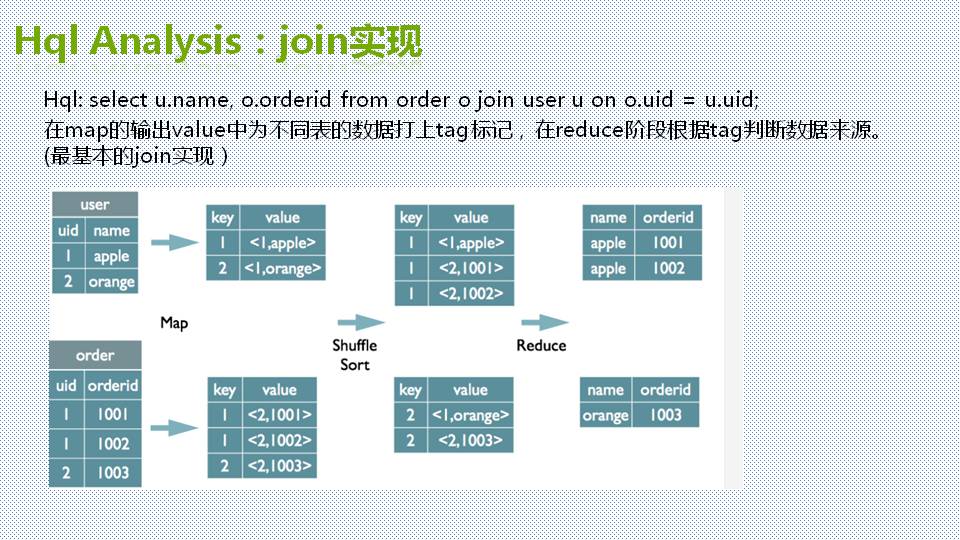 Hql Analysis：join实现
Hql: select u.name, o.orderid from order o join user u on o.uid = u.uid;
在map的输出value中为不同表的数据打上tag标记，在reduce阶段根据tag判断数据来源。
(最基本的join实现）
user
uid name
1 apple
2 orange
key value
1 <1,apple>
2 <1,orange>
key value
1 <1,apple>
1 <2,1001>
1 <2,1002>
name orderid
apple 1001
apple 1002
Map
Shuffle
Sort
Reduce
order
uid orderid
1 1001
1 1002
2 1003
key value
1 <2,1001>
1 <2,1002>
2 <2,1003>
key value
2 <1,orange>
2 <2,1003>
name orderid
orange 1003